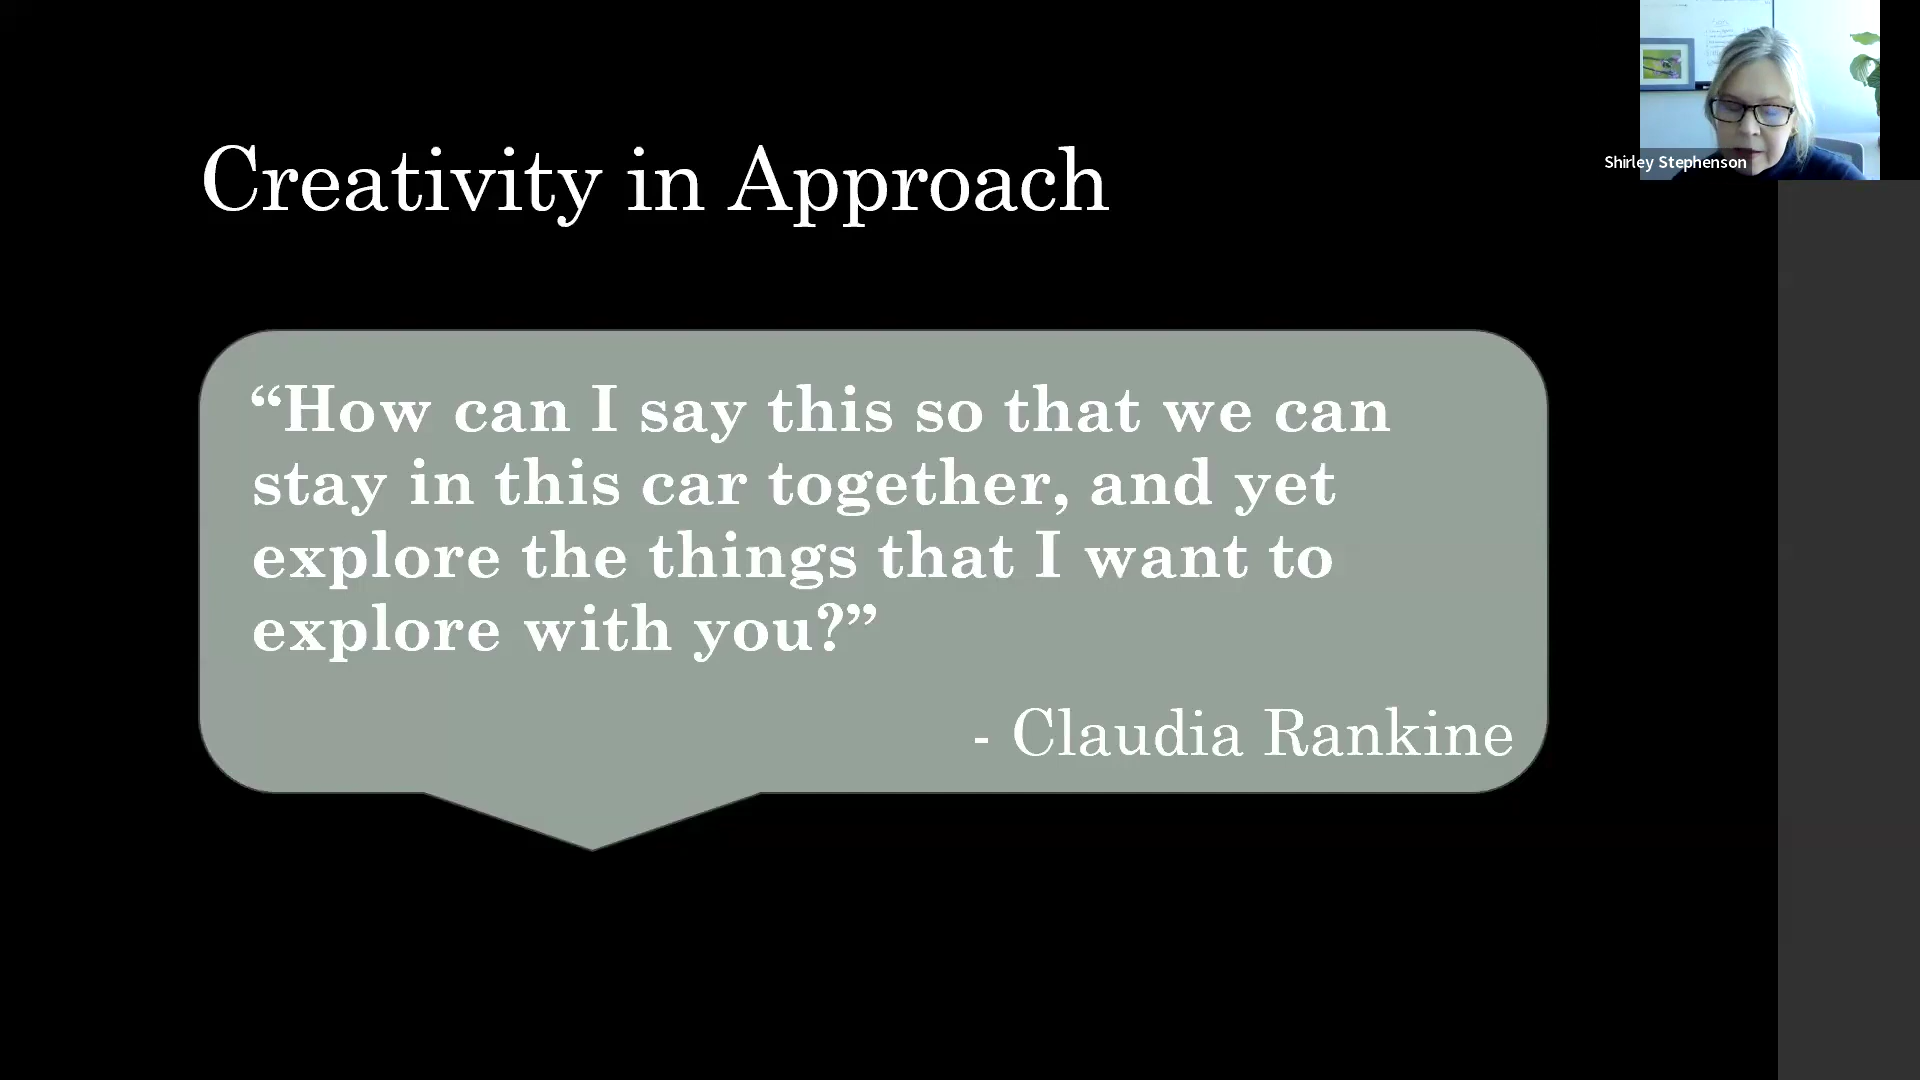 Creativity in Approach
“How can I say this so that we can
stay in this car together, and yet
explore the things that I want to
explore with you?”
- Claudia Rankine
Shirley Stephenson